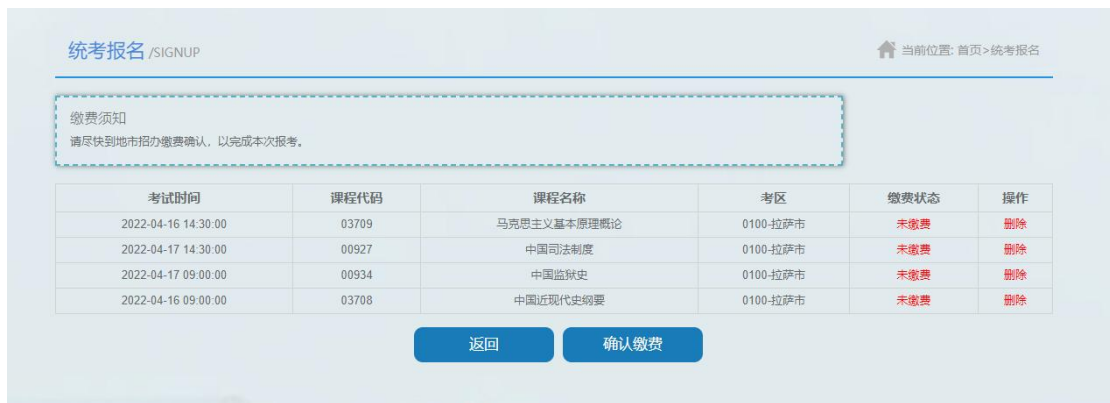 统考报名 /SIGNUP
当前位置: 首页>统考报名
缴费须知
请尽快到地市招办缴费确认，以完成本次报考。
考试时间 课程代码 课程名称 考区 缴费状态 操作
2022-04-16 14:30:00 03709 马克思主义基本原理概论 0100-拉萨市 未缴费 删除
2022-04-17 14:30:00 00927 中国司法制度 0100-拉萨市 未缴费 删除
2022-04-17 09:00:00 00934 中国监狱史 0100-拉萨市 未缴费 删除
2022-04-16 09:00:00 03708 中国近现代史纲要 0100-拉萨市 未缴费 删除
返回 确认缴费